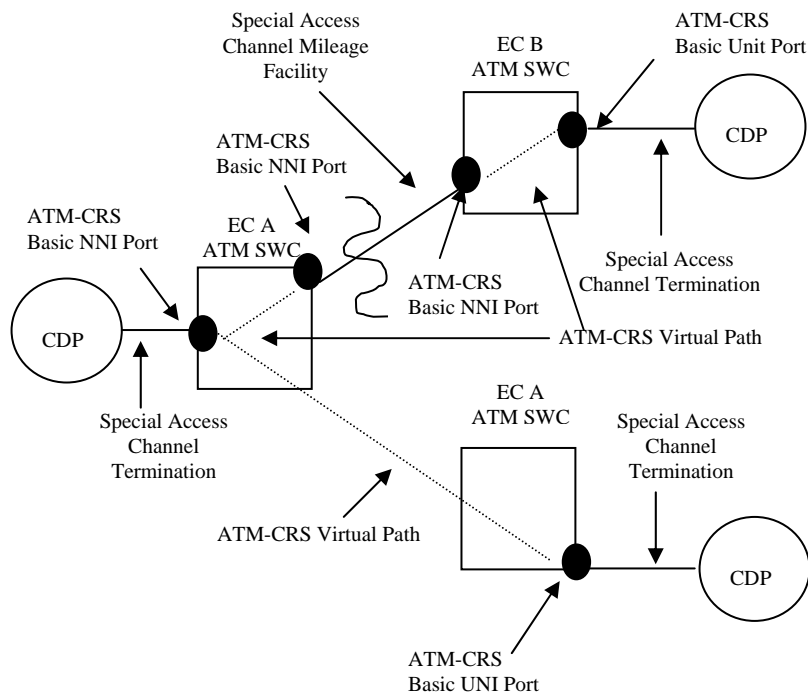 Special Access
Channel Mileage
Facility
EC B
ATM SWC
ATM-CRS
Basic Unit Port
CDP
ATM-CRS
Basic NNI Port
ATM-CRS
Basic NNI Port
EC A
ATM SWC
CDP
ATM-CRS
Basic NNI Port
Special Access
Channel Termination
ATM-CRS Virtual Path
Special Access
Channel
Termination
EC A
ATM SWC
Special Access
Channel
Termination
ATM-CRS Virtual Path
CDP
ATM-CRS
Basic UNI Port